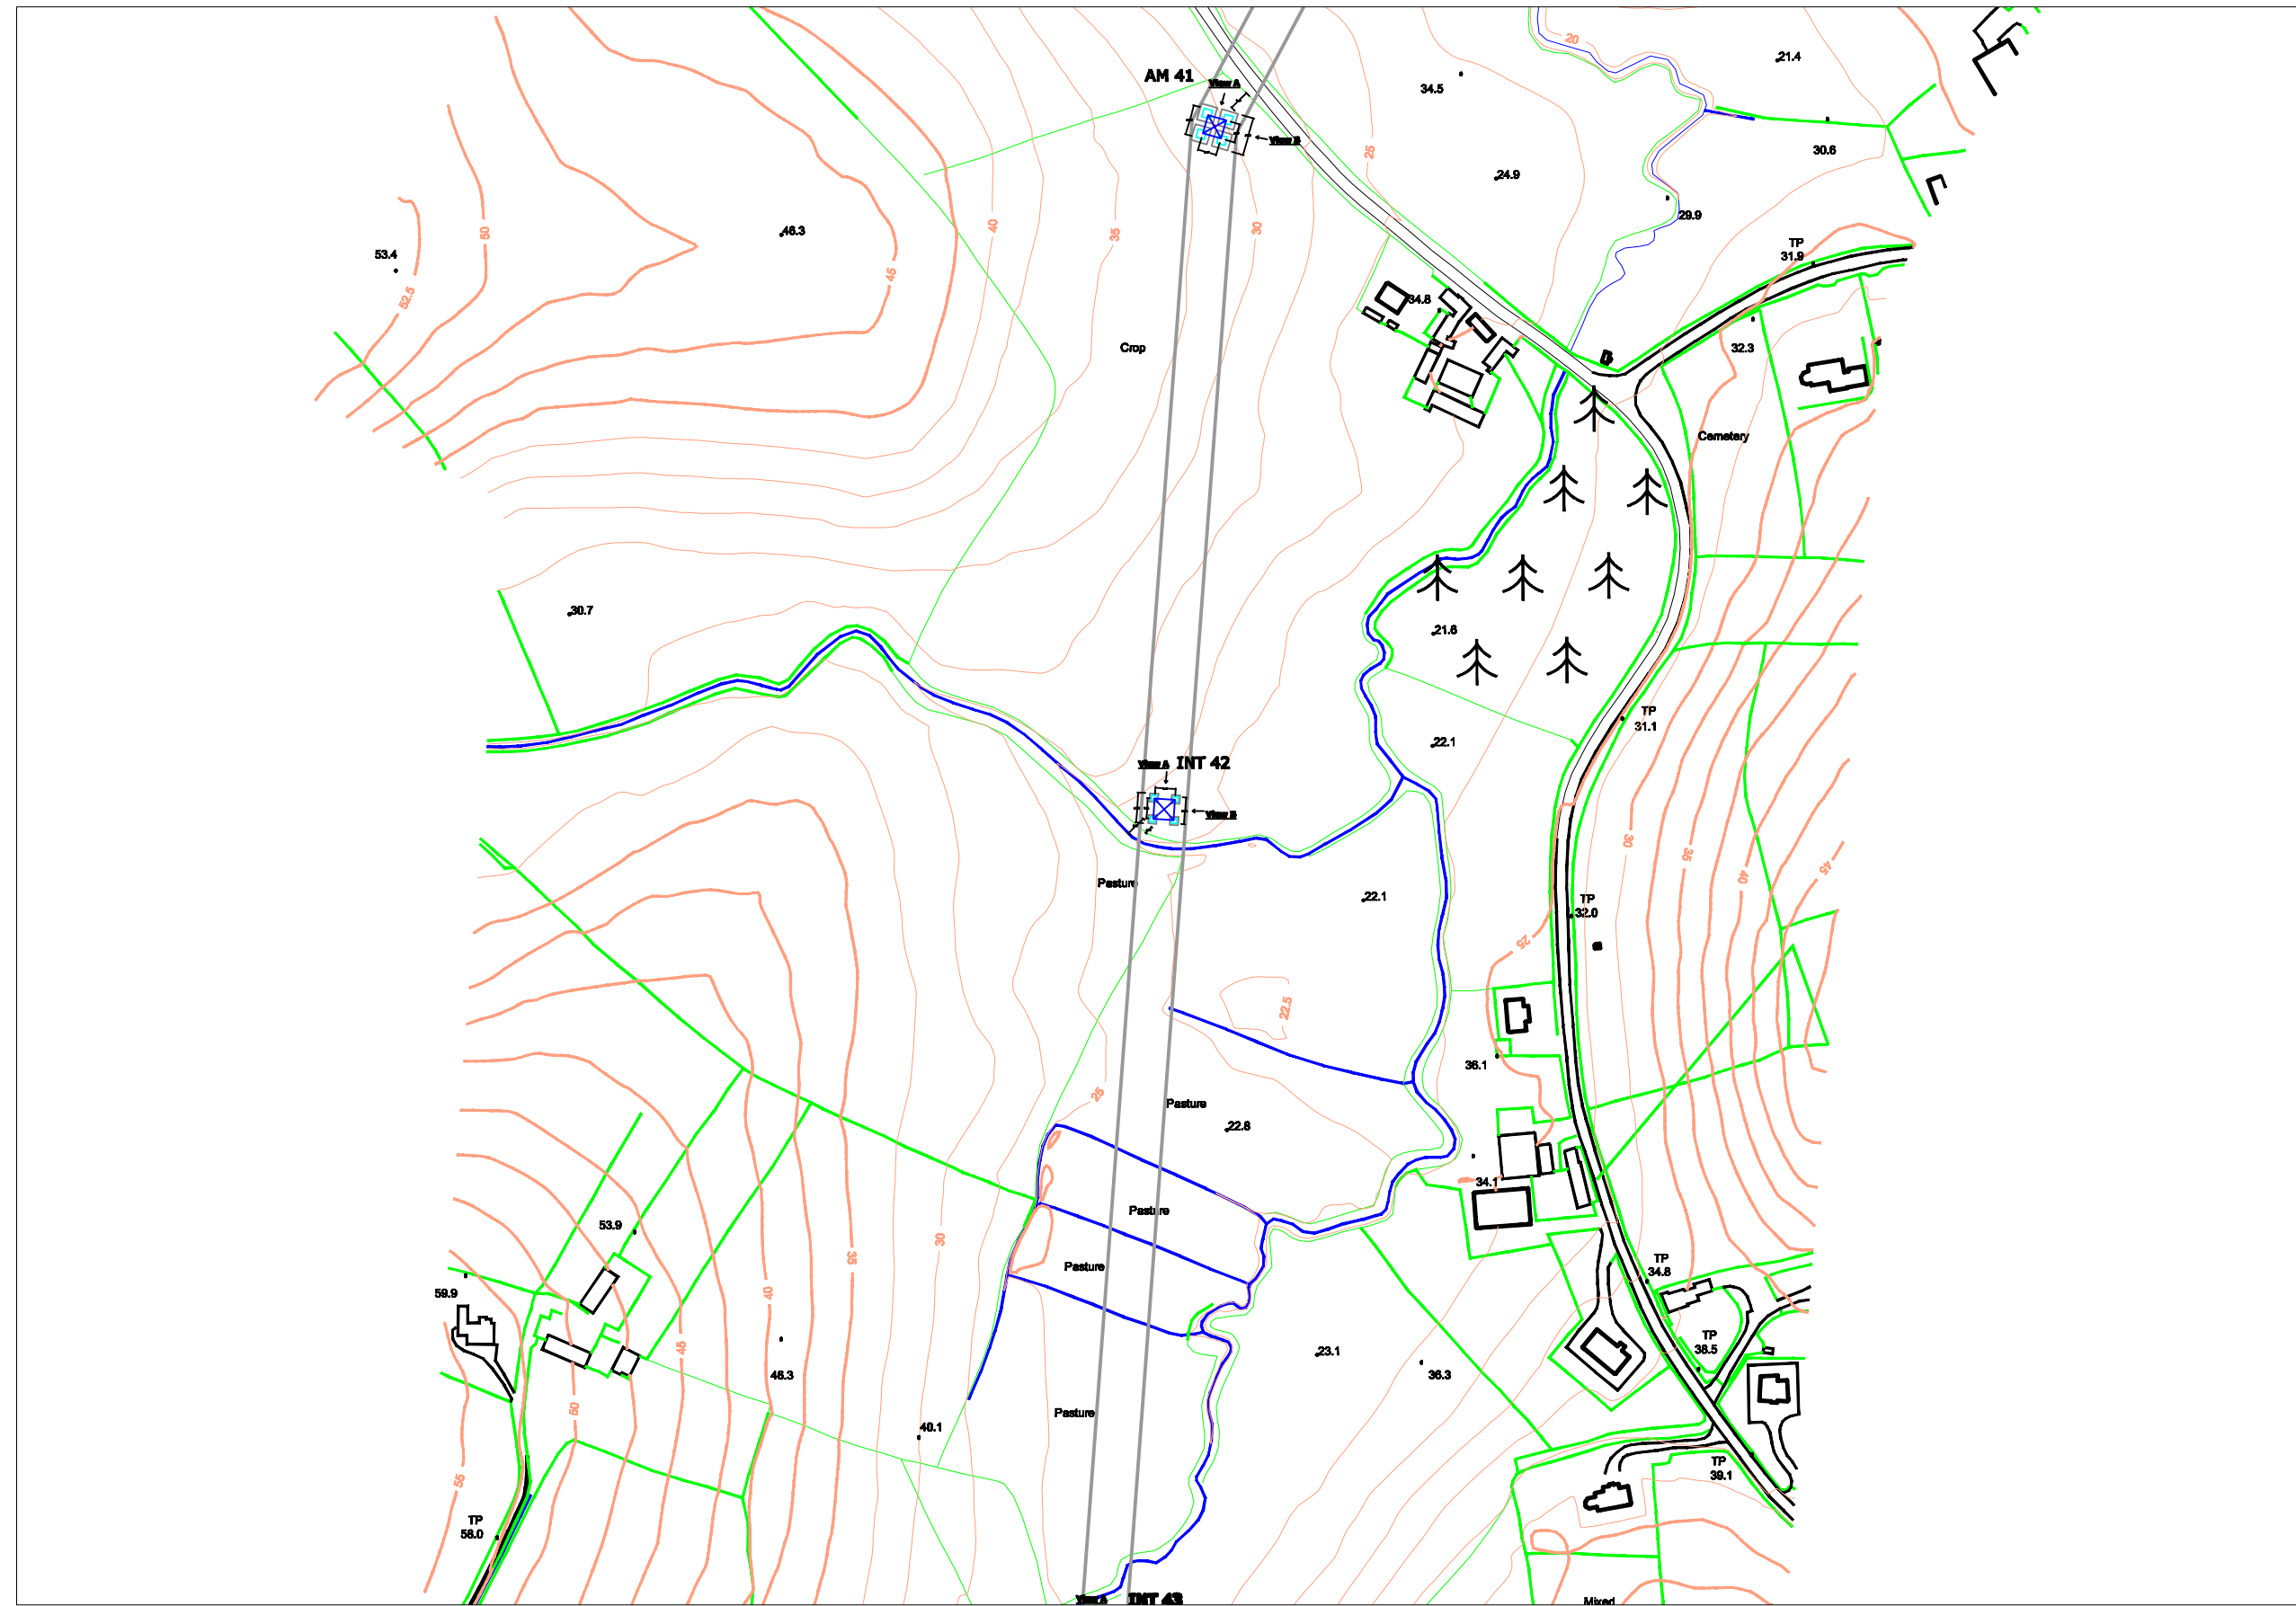 20
21.4
AM 41
View A
34.5
View B
25
30.6
24.9
29.9
40
35
30
50
46.3
45
53.4
52.5
TP
31.9
34.8
32.3
Crop
Cemetery
30.7
21.6
TP
31.1
22.1
View A
INT 42
View B
30
35
40
45
Pasture
22.1
TP
32.0
25
22.5
36.1
25
Pasture
22.8
34.1
Pasture
53.9
30
35
40
Pasture
TP
34.8
59.9
TP
38.5
45
46.3
23.1
36.3
50
Pasture
40.1
55
TP
39.1
TP
58.0
View A
INT 43
Mixed